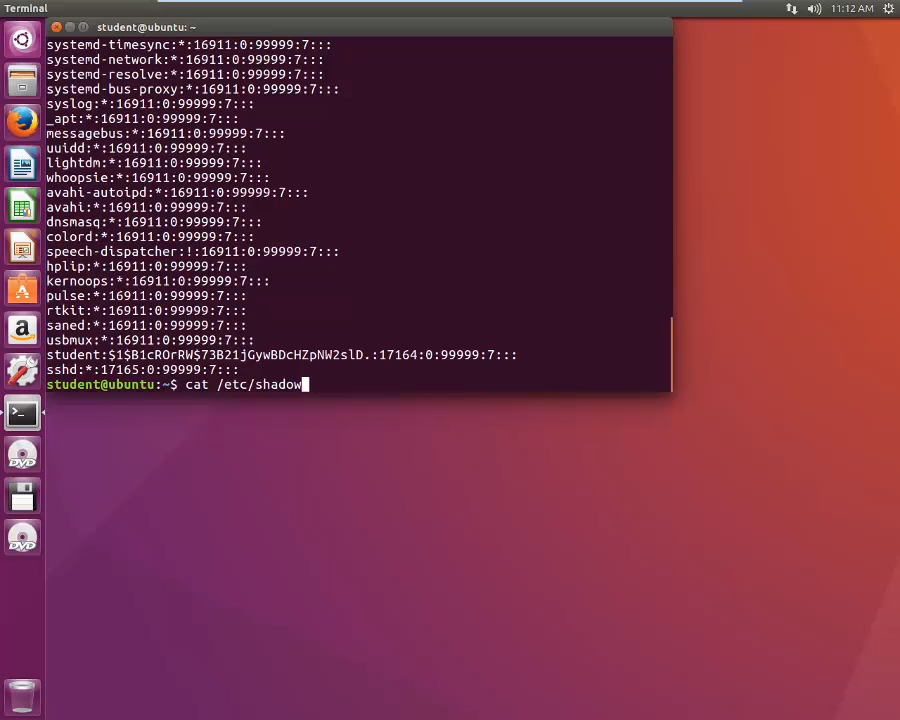 Terminal
11:12 AM
student@ubuntu: ~
systemd-timesync:*:16911:0:99999:7:::
systemd-network:*:16911:0:99999:7:::
systemd-resolve:*:16911:0:99999:7:::
systemd-bus-proxy:*:16911:0:99999:7:::
syslog:*:16911:0:99999:7:::
_apt:*:16911:0:99999:7:::
messagebus:*:16911:0:99999:7:::
uuidd:*:16911:0:99999:7:::
lightdm:*:16911:0:99999:7:::
whoopsie:*:16911:0:99999:7:::
avahi-autoipd:*:16911:0:99999:7:::
avahi:*:16911:0:99999:7:::
dnsmasq:*:16911:0:99999:7:::
colord:*:16911:0:99999:7:::
speech-dispatcher:!:16911:0:99999:7:::
hplip:*:16911:0:99999:7:::
kernoops:*:16911:0:99999:7:::
pulse:*:16911:0:99999:7:::
rtkit:*:16911:0:99999:7:::
saned:*:16911:0:99999:7:::
usbmux:*:16911:0:99999:7:::
student:$1$B1cROrRW$73B21jGywBDcHZpNW2slD.:17164:0:99999:7:::
sshd:*:17165:0:99999:7:::
student@ubuntu:~$ cat /etc/shadow
a
>_
DVD
DVD